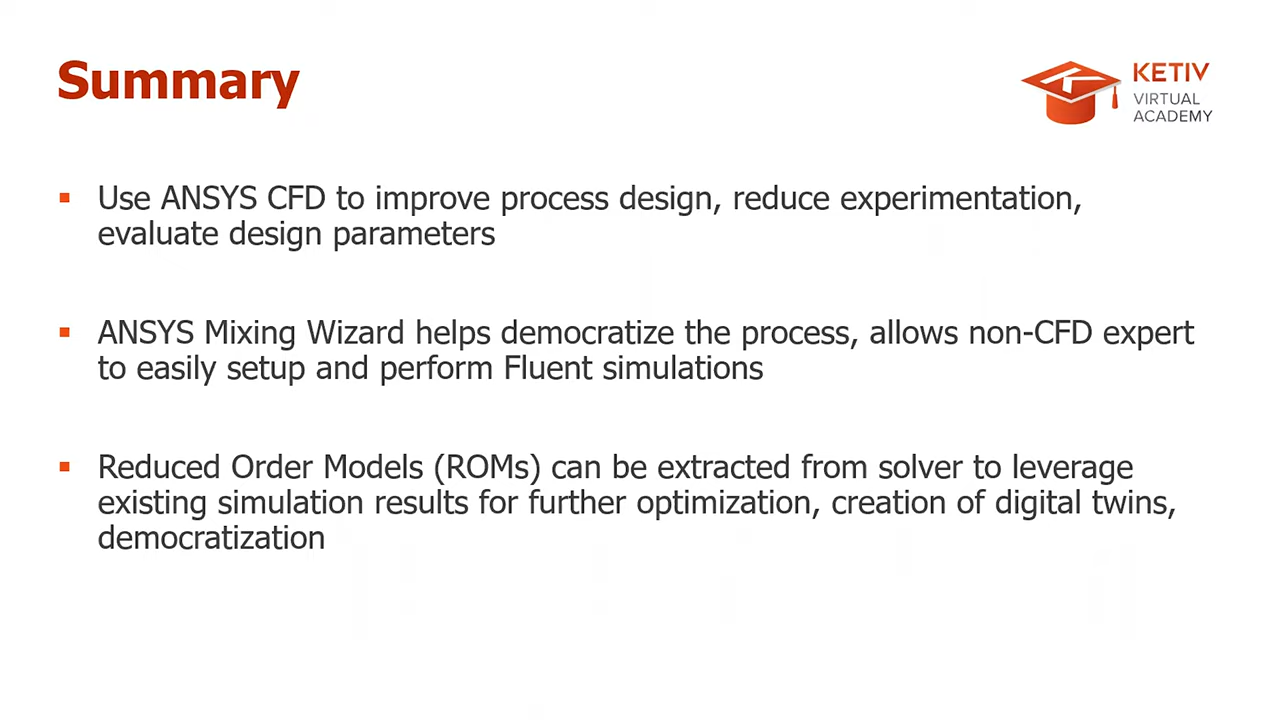 Summary
KETIV
VIRTUAL
ACADEMY
▪ Use ANSYS CFD to improve process design, reduce experimentation,
evaluate design parameters
▪ ANSYS Mixing Wizard helps democratize the process, allows non-CFD expert
to easily setup and perform Fluent simulations
▪ Reduced Order Models (ROMs) can be extracted from solver to leverage
existing simulation results for further optimization, creation of digital twins,
democratization